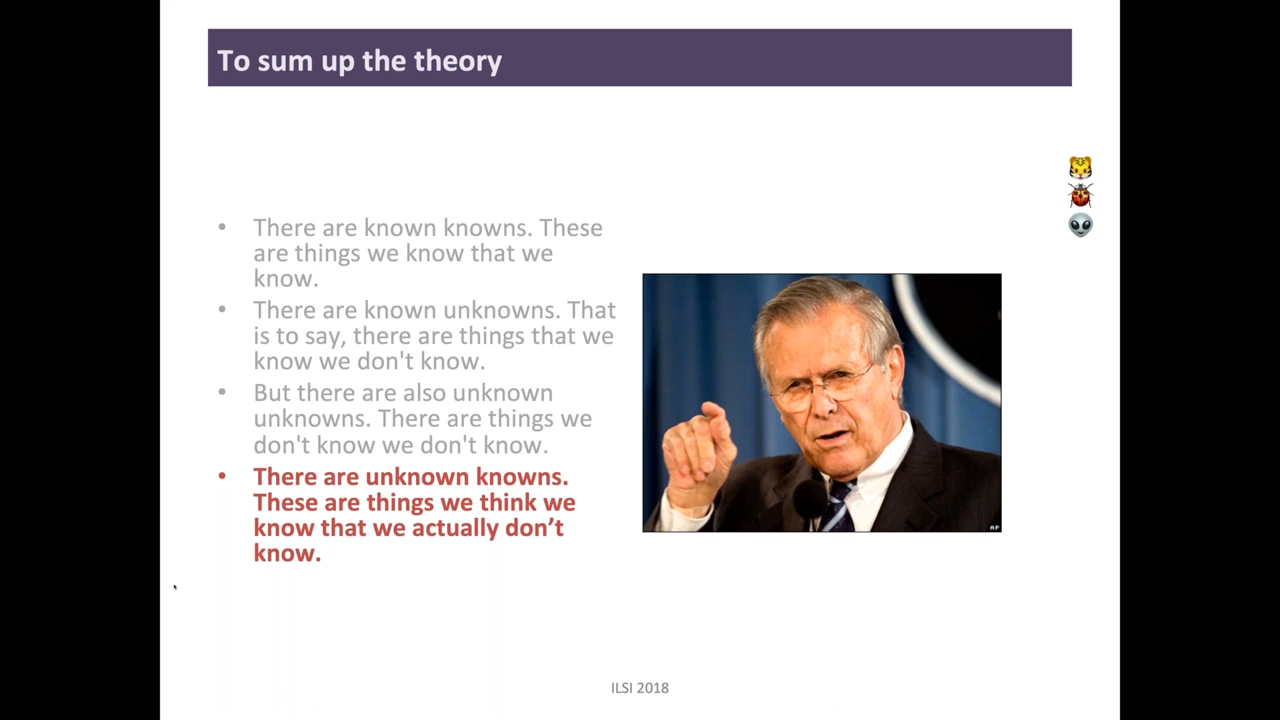 To sum up the theory
• There are known knowns. These
are things we know that we
know.
• There are known unknowns. That
is to say, there are things that we
know we don't know.
• But there are also unknown
unknowns. There are things we
don't know we don't know.
• There are unknown knowns.
These are things we think we
know that we actually don’t
know.
AP
ILSI 2018